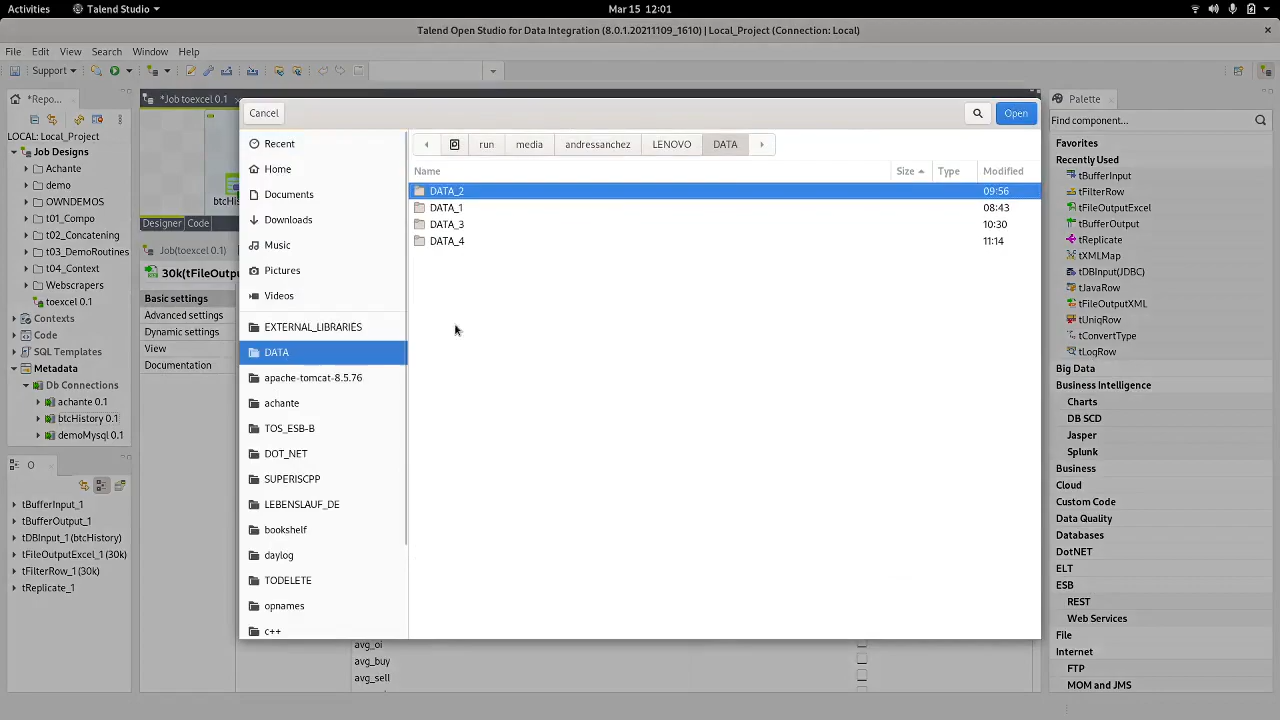 Activities
Talend Studio
Mar 15 12:01
Talend Open Studio for Data Integration (8.0.1.20211109_1610) | Local_Project (Connection: Local)
File Edit View Search Window Help
Support
*Repo...
*Job toexcel 0.1
LOCAL: Local_Project
Job Designs
Achante
demo
OWNDEMOS
t01_Compo
t02_Concatening
t03_DemoRoutines
t04_Context
Webscrapers
toexcel 0.1
Contexts
Code
SQL Templates
Metadata
Db Connections
achante 0.1
btcHistory 0.1
demoMysql 0.1
O
tBufferInput_1
tBufferOutput_1
tDBInput_1 (btcHistory)
tFileOutputExcel_1 (30k)
tFilterRow_1 (30k)
tReplicate_1
Designer Code
Job(toexcel 0.1)
30k(tFileOutpu
Basic settings
Advanced settings
Dynamic settings
View
Documentation
Cancel
Open
Recent
Home
Documents
Downloads
Music
Pictures
Videos
EXTERNAL_LIBRARIES
DATA
apache-tomcat-8.5.76
achante
TOS_ESB-B
DOT_NET
SUPERISCPP
LEBENSLAUF_DE
bookshelf
daylog
TODELETE
opnames
c++
run media andressanchez LENOVO DATA
Name Size Type Modified
DATA_2 09:56
DATA_1 08:43
DATA_3 10:30
DATA_4 11:14
avg_oi
avg_buy
avg_sell
Palette
Find component...
Favorites
Recently Used
tBufferInput
tFilterRow
tFileOutputExcel
tBufferOutput
tReplicate
tXMLMap
tDBInput(JDBC)
tJavaRow
tFileOutputXML
tUniqRow
tConvertType
tLogRow
Big Data
Business Intelligence
Charts
DB SCD
Jasper
Splunk
Business
Cloud
Custom Code
Data Quality
Databases
DotNET
ELT
ESB
REST
Web Services
File
Internet
FTP
MOM and JMS